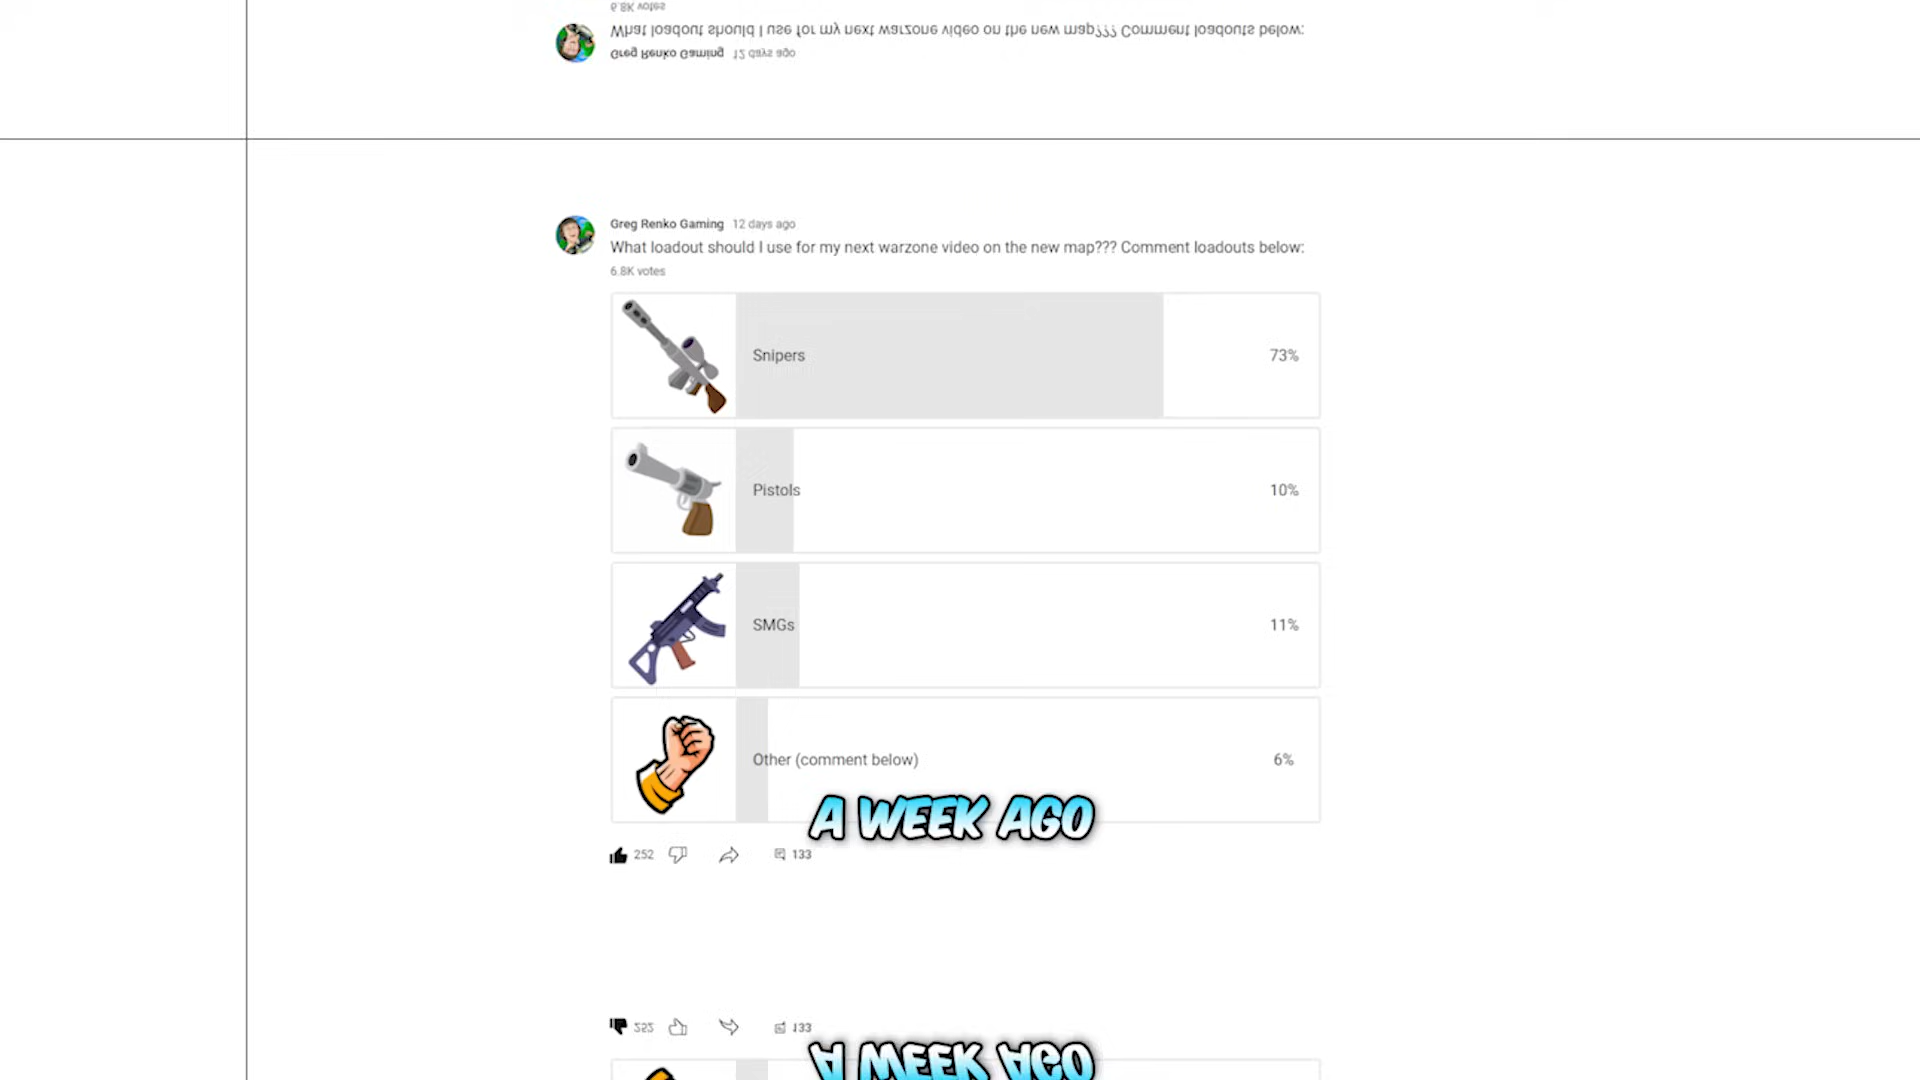 6.8K votes
What loadout should I use for my next warzone video on the new map??? Comment loadouts below:
Greg Renko Gaming 12 days ago
Greg Renko Gaming 12 days ago
What loadout should I use for my next warzone video on the new map??? Comment loadouts below:
6.8K votes
Snipers 73%
Pistols 10%
SMGs 11%
Other (comment below) 6%
A WEEK AGO
252 133
252 133
A WEEK AGO